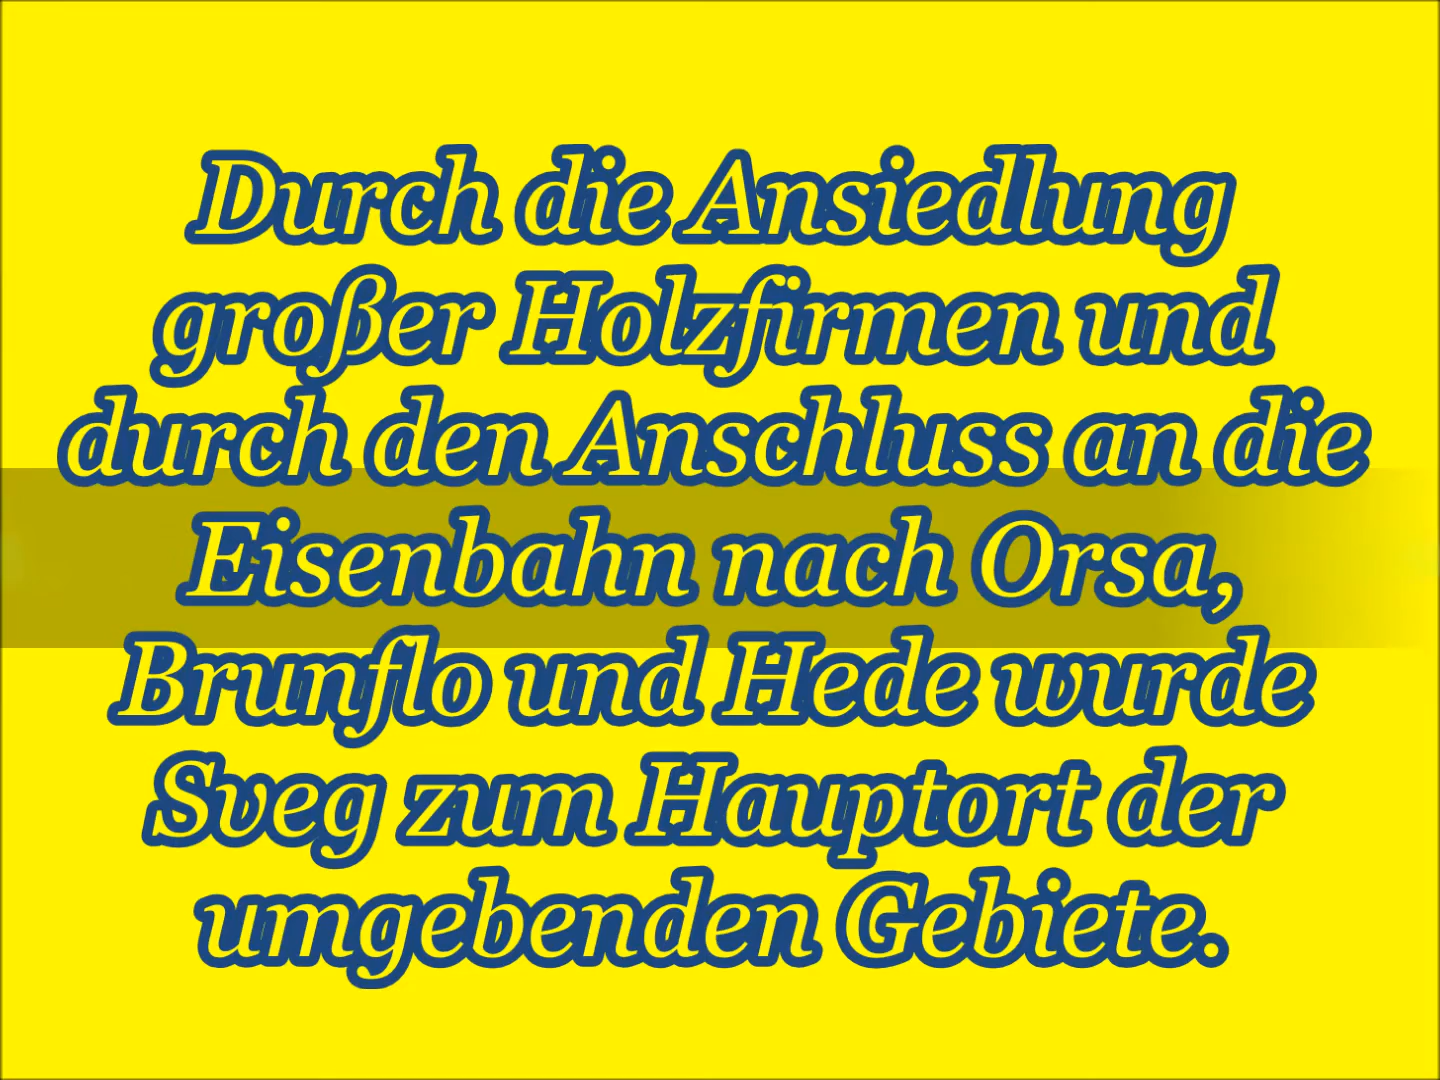 Durch die Ansiedlung
großer Holzfirmen und
durch den Anschluss an die
Eisenbahn nach Orsa,
Brunflo und Hede wurde
Sveg zum Hauptort der
umgebenden Gebiete.